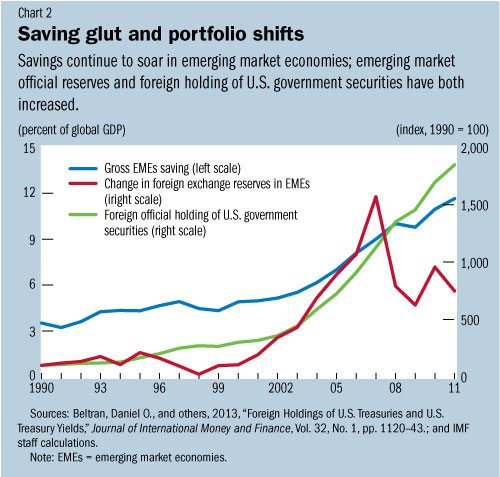 Chart 2
Saving glut and portfolio shifts
Savings continue to soar in emerging market economies; emerging market
official reserves and foreign holding of U.S. government securities have both
increased.
(percent of global GDP) (index, 1990 = 100)
15 2,000
Gross EMEs saving (left scale)
Change in foreign exchange reserves in EMEs
(iright scale)
Foreign official holding of U.S. government
securities (right scale)
12 1,500
9 1,000
6 500
3
0 0
1990 93 96 99 2002 05 08 11
Sources: Beltran, Daniel O., and others, 2013, “Foreign Holdings of U.S. Treasuries and U.S.
Treasury Yields,” Journal of International Money and Finance, Vol. 32, No. 1, pp. 1120–43.; and IMF
staff calculations.
Note: EMEs = emerging market economies.